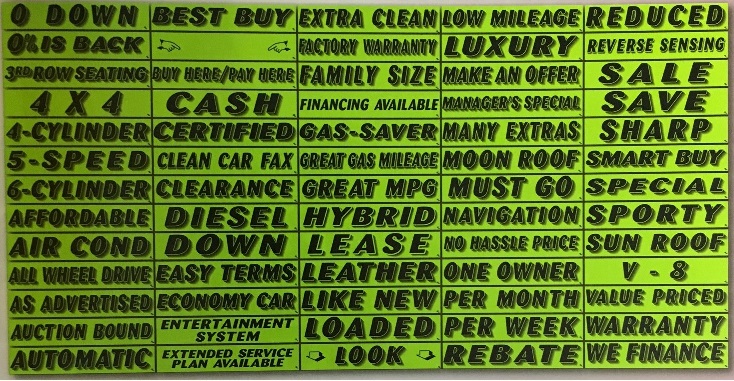 0 DOWN
0% IS BACK
3RD ROW SEATING
4 X 4
4-CYLINDER
5-SPEED
6-CYLINDER
AFFORDABLE
AIR COND
ALL WHEEL DRIVE
AS ADVERTISED
AUCTION BOUND
AUTOMATIC
BEST BUY
BUY HERE/PAY HERE
CASH
CERTIFIED
CLEAN CAR FAX
CLEARANCE
DIESEL
DOWN
EASY TERMS
ECONOMY CAR
ENTERTAINMENT
SYSTEM
EXTENDED SERVICE
PLAN AVAILABLE
EXTRA CLEAN
FACTORY WARRANTY
FAMILY SIZE
FINANCING AVAILABLE
GAS-SAVER
GREAT GAS MILEAGE
GREAT MPG
HYBRID
LEASE
LEATHER
LIKE NEW
LOADED
LOOK
LOW MILEAGE
LUXURY
MAKE AN OFFER
MANAGER'S SPECIAL
MANY EXTRAS
MOON ROOF
MUST GO
NAVIGATION
NO HASSLE PRICE
ONE OWNER
PER MONTH
PER WEEK
REBATE
REDUCED
REVERSE SENSING
SALE
SAVE
SHARP
SMART BUY
SPECIAL
SPORTY
SUN ROOF
V - 8
VALUE PRICED
WARRANTY
WE FINANCE